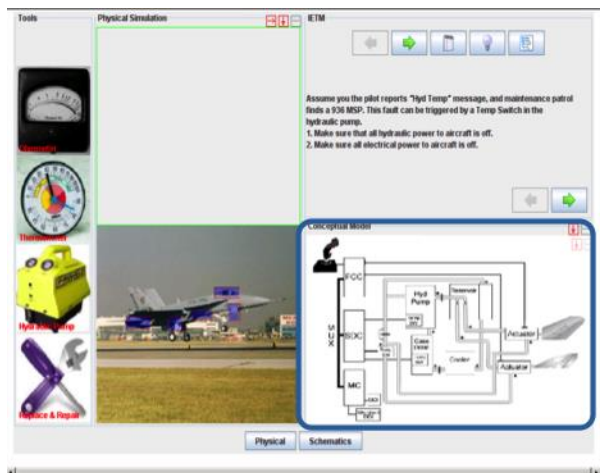 Tools
Physical Simulation
IETM
Assume you the pilot reports "Hyd Temp" message, and maintenance patrol
finds a 936 MSP. This fault can be triggered by a Temp Switch in the
hydraulic pump.
1. Make sure that all hydraulic power to aircraft is off.
2. Make sure all electrical power to aircraft is off.
Ohmmeter
Thermometer
Hydraulic Pump
Replace & Repair
Conceptual Model
FCC
Hyd
Pump
Reservoir
SDC
Cooler
Actuator
Actuator
MC
Physical
Schematics